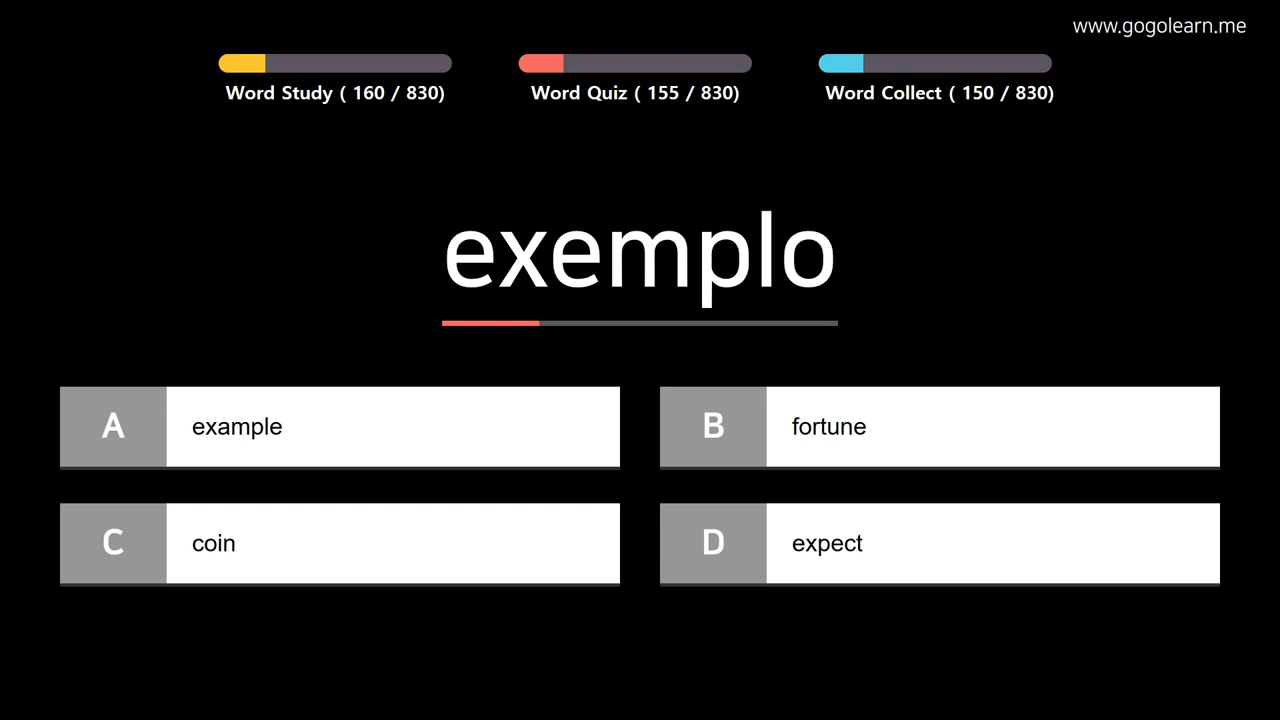 www.gogolearn.me
Word Study ( 160 / 830)
Word Quiz ( 155 / 830)
Word Collect ( 150 / 830)
exemplo
A example
B fortune
C coin
D expect